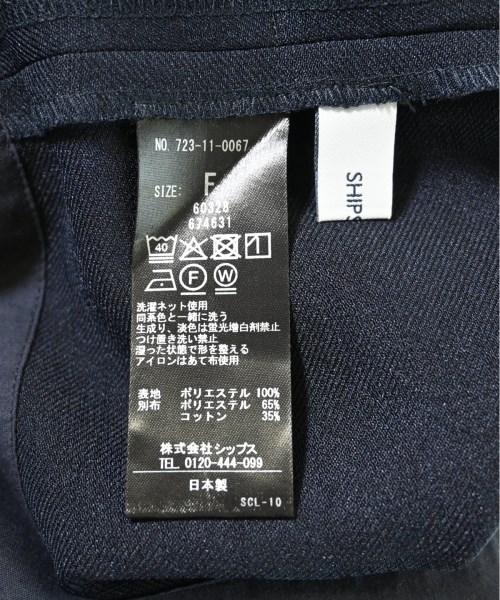 NO. 723-11-0067
SIZE: F
60328
674631
SHIPS
40
F W
洗濯ネット使用
同系色と一緒に洗う
生成り、淡色は蛍光増白剤禁止
つけ置き洗い禁止
湿った状態で形を整える
アイロンはあて布使用
表地 ポリエステル 100%
別布 ポリエステル 65%
コットン 35%
株式会社シップス
TEL 0120-444-099
日本製
SCL-10